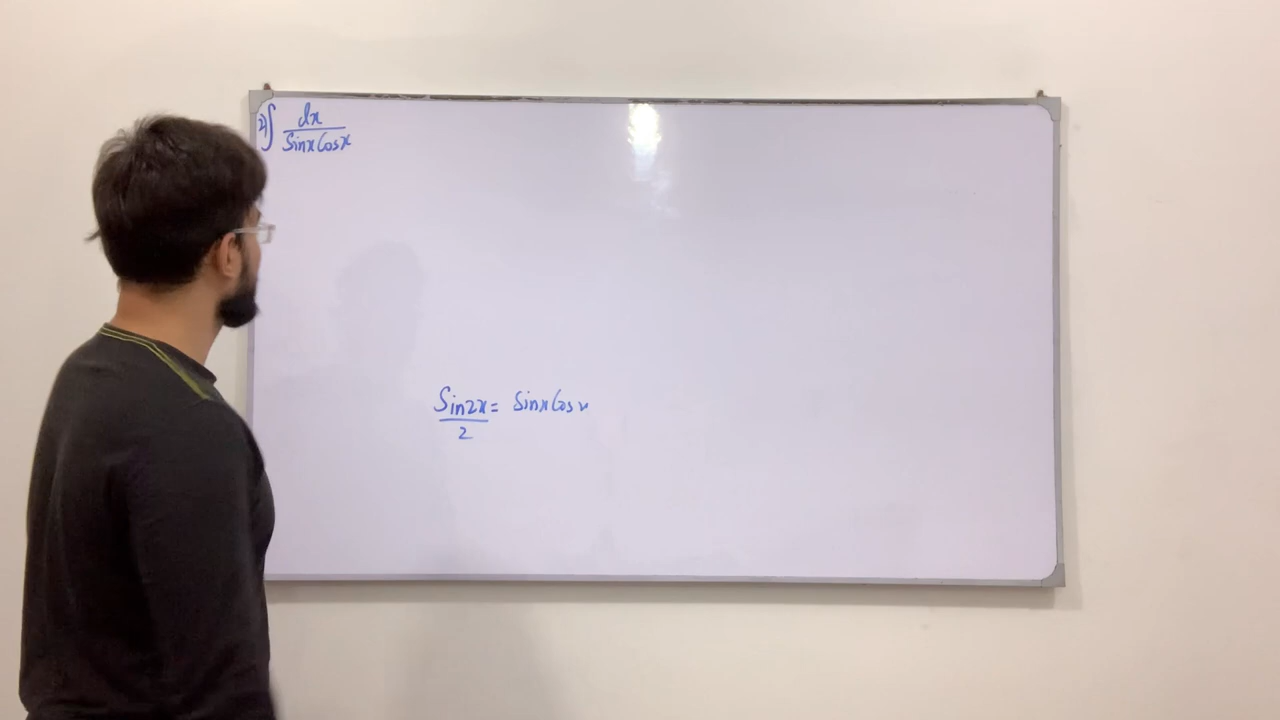 2) ∫ dx / Sinx Cosx
Sin2x / 2 = Sinx Cosx